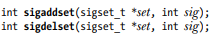 int sigaddset(sigset_t *set, int sig);
int sigdelset(sigset_t *set, int sig);